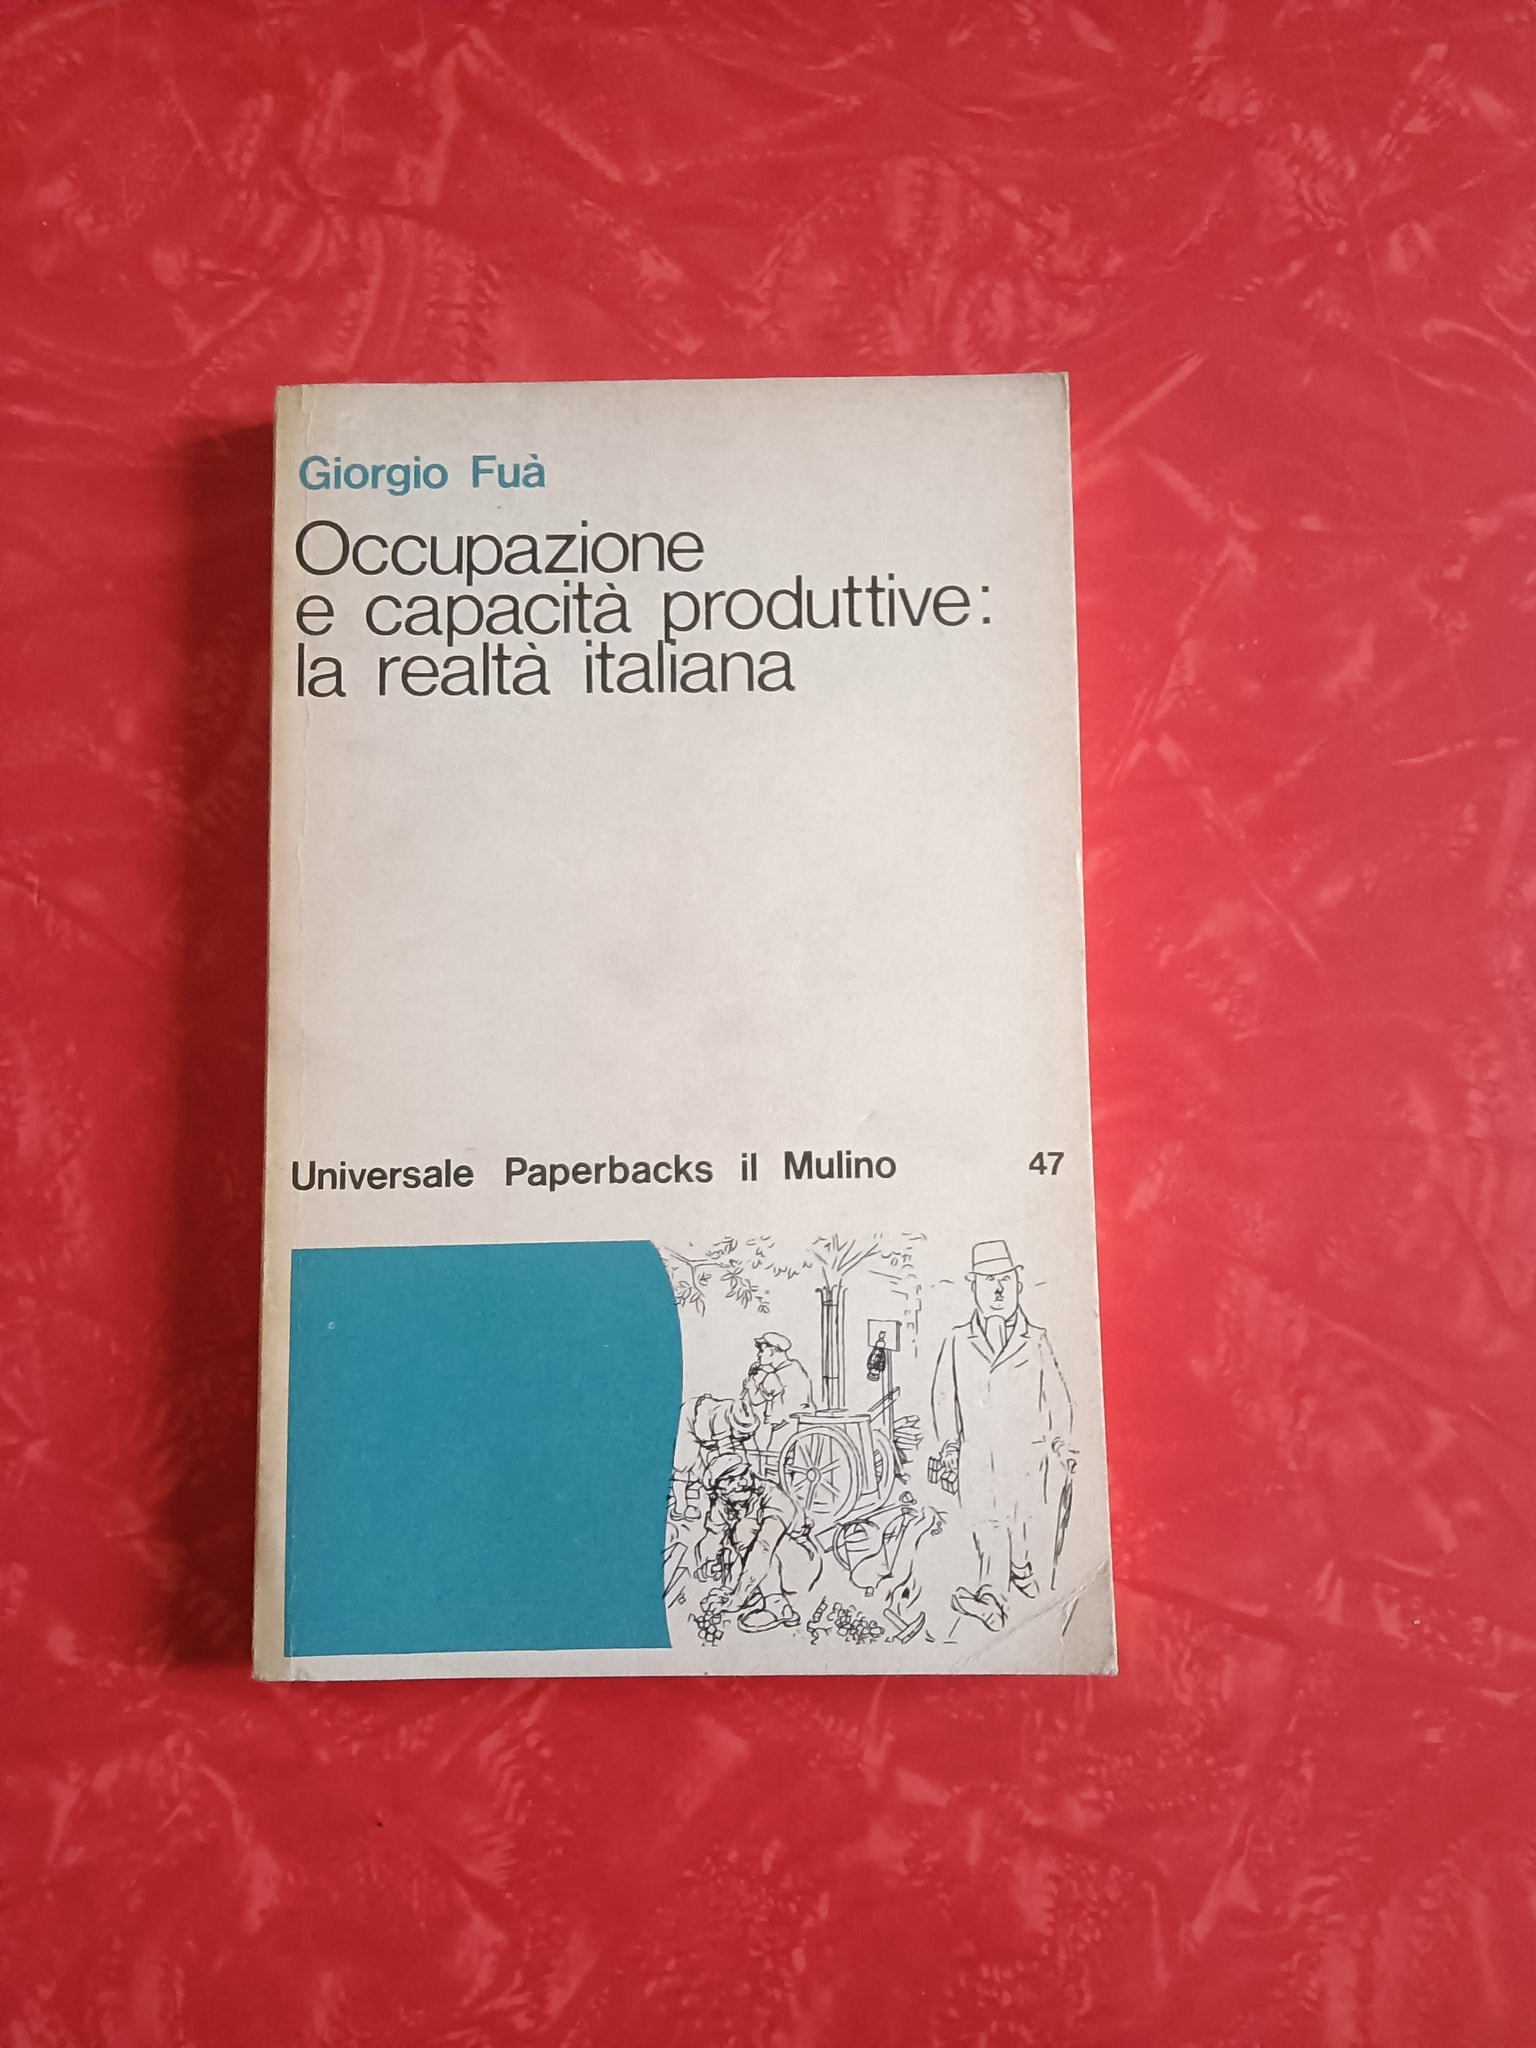 Giorgio Fuà
Occupazione
e capacità produttive:
la realtà italiana
Universale Paperbacks il Mulino 47